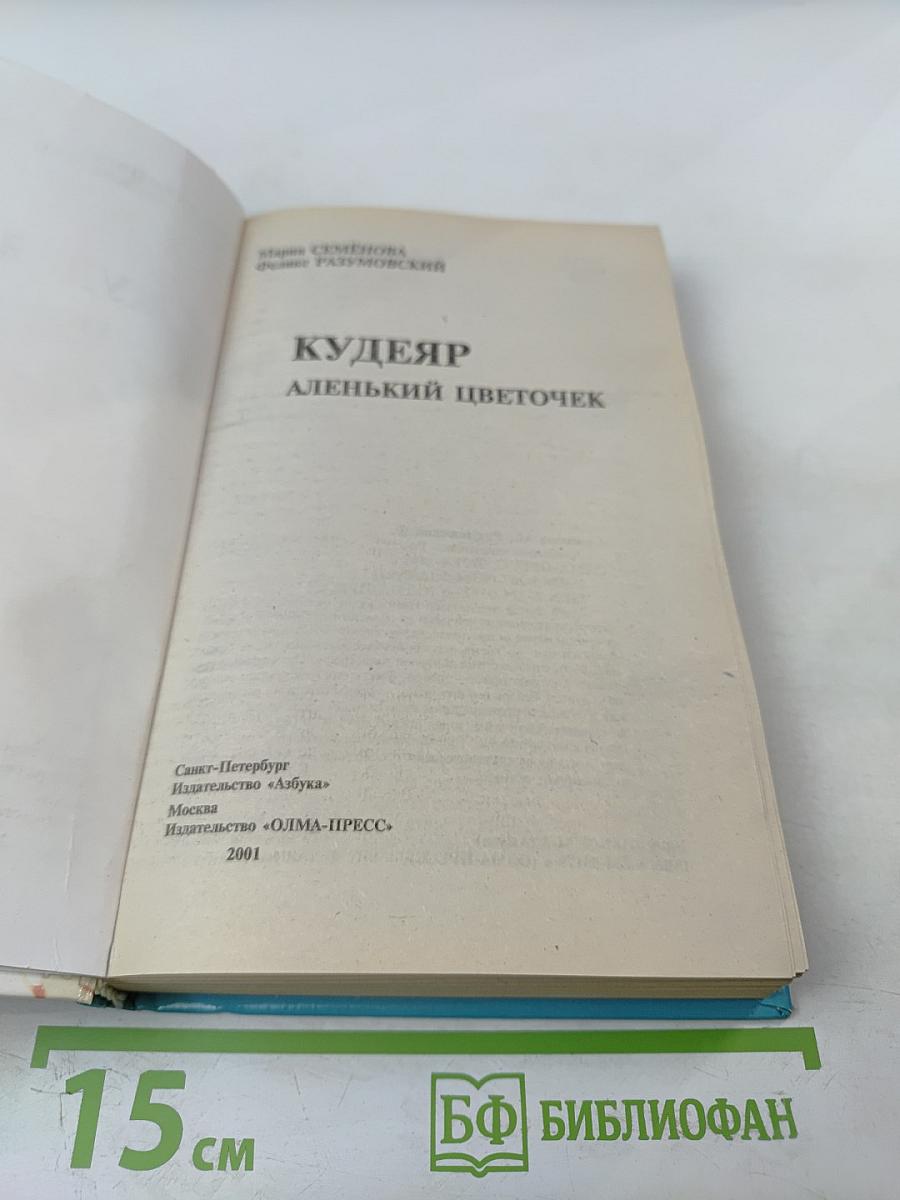 Мария СЕМЁНОВА
Феликс РАЗУМОВСКИЙ
КУДЕЯР
АЛЕНЬКИЙ ЦВЕТОЧЕК
Санкт-Петербург
Издательство «Азбука»
Москва
Издательство «ОЛМА-ПРЕСС»
2001
15 см
БФ БИБЛИОФАН